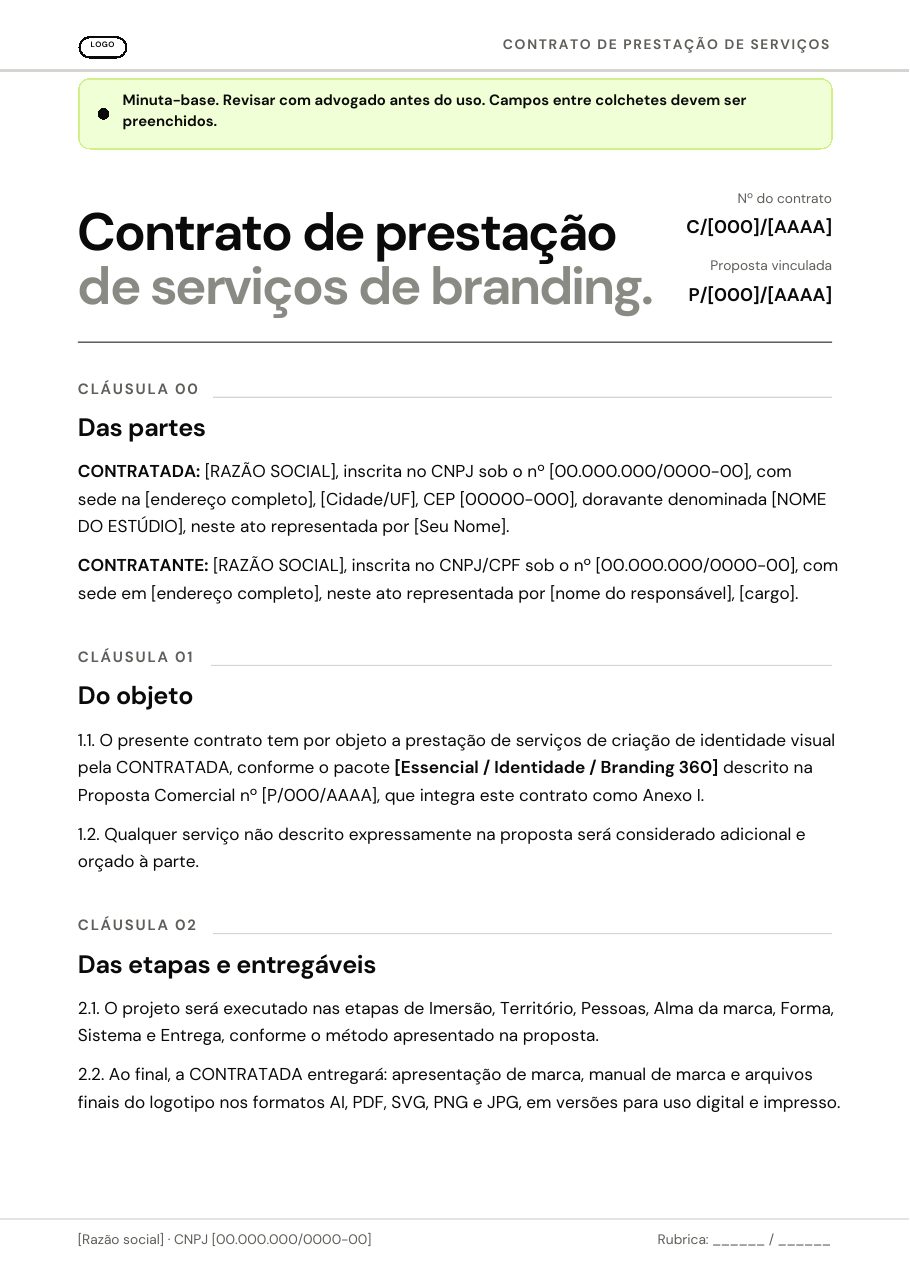 LOGO
CONTRATO DE PRESTAÇÃO DE SERVIÇOS
Minuta-base. Revisar com advogado antes do uso. Campos entre colchetes devem ser
preenchidos.
Contrato de prestação
de serviços de branding.
Nº do contrato
C/[000]/[AAAA]
Proposta vinculada
P/[000]/[AAAA]
CLÁUSULA 00
Das partes
CONTRATADA: [RAZÃO SOCIAL], inscrita no CNPJ sob o nº [00.000.000/0000-00], com
sede na [endereço completo], [Cidade/UF], CEP [00000-000], doravante denominada [NOME
DO ESTÚDIO], neste ato representada por [Seu Nome].
CONTRATANTE: [RAZÃO SOCIAL], inscrita no CNPJ/CPF sob o nº [00.000.000/0000-00], com
sede em [endereço completo], neste ato representada por [nome do responsável], [cargo].
CLÁUSULA 01
Do objeto
1.1. O presente contrato tem por objeto a prestação de serviços de criação de identidade visual
pela CONTRATADA, conforme o pacote [Essencial / Identidade / Branding 360] descrito na
Proposta Comercial nº [P/000/AAAA], que integra este contrato como Anexo I.
1.2. Qualquer serviço não descrito expressamente na proposta será considerado adicional e
orçado à parte.
CLÁUSULA 02
Das etapas e entregáveis
2.1. O projeto será executado nas etapas de Imersão, Território, Pessoas, Alma da marca, Forma,
Sistema e Entrega, conforme o método apresentado na proposta.
2.2. Ao final, a CONTRATADA entregará: apresentação de marca, manual de marca e arquivos
finais do logotipo nos formatos AI, PDF, SVG, PNG e JPG, em versões para uso digital e impresso.
[Razão social] · CNPJ [00.000.000/0000-00]
Rubrica: ______ / ______